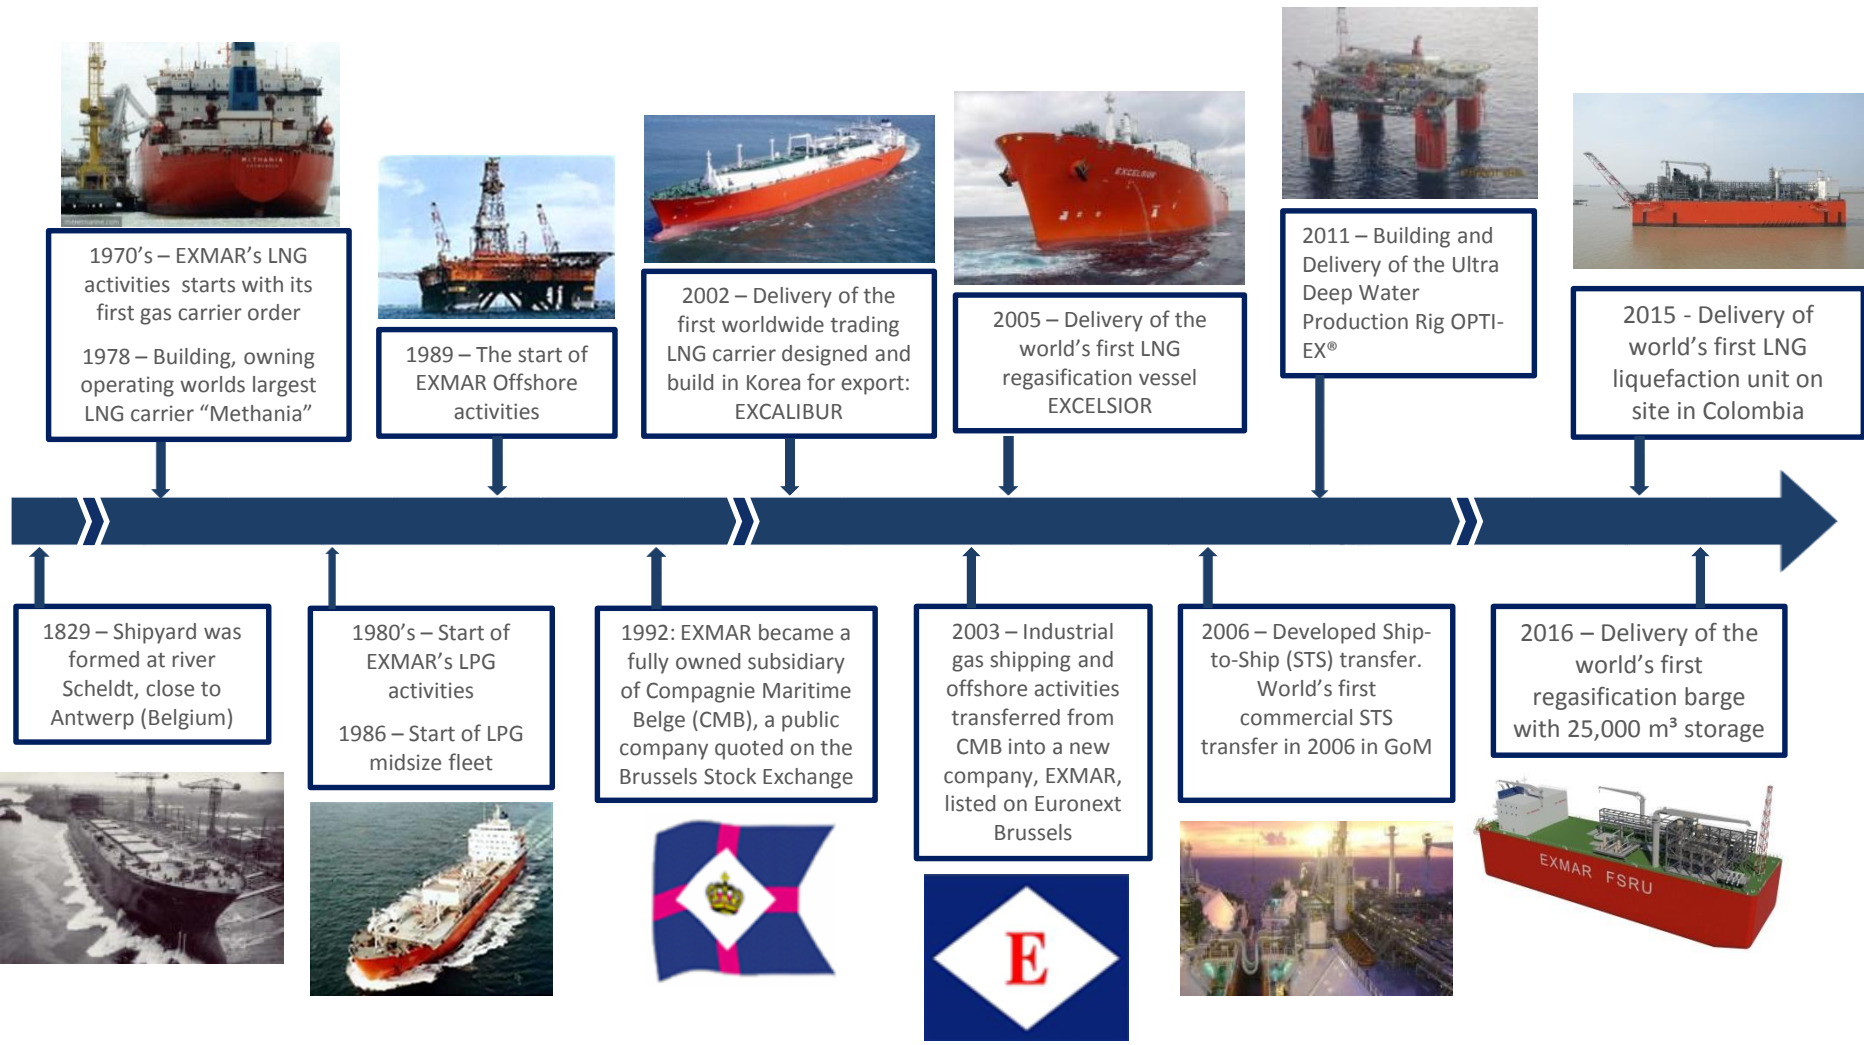 1970's – EXMAR's LNG
activities starts with its
first gas carrier order
1978 – Building, owning
operating worlds largest
LNG carrier “Methania”
1989 – The start of
EXMAR Offshore
activities
2002 – Delivery of the
first worldwide trading
LNG carrier designed and
build in Korea for export:
EXCALIBUR
EXCELSIOR
2005 – Delivery of the
world's first LNG
regasification vessel
EXCELSIOR
2011 – Building and
Delivery of the Ultra
Deep Water
Production Rig OPTI-
EX®
2015 - Delivery of
world's first LNG
liquefaction unit on
site in Colombia
1829 – Shipyard was
formed at river
Scheldt, close to
Antwerp (Belgium)
1980's – Start of
EXMAR's LPG
activities
1986 – Start of LPG
midsize fleet
1992: EXMAR became a
fully owned subsidiary
of Compagnie Maritime
Belge (CMB), a public
company quoted on the
Brussels Stock Exchange
2003 – Industrial
gas shipping and
offshore activities
transferred from
CMB into a new
company, EXMAR,
listed on Euronext
Brussels
E
2006 – Developed Ship-
to-Ship (STS) transfer.
World's first
commercial STS
transfer in 2006 in GoM
2016 – Delivery of the
world's first
regasification barge
with 25,000 m³ storage
EXMAR FSRU